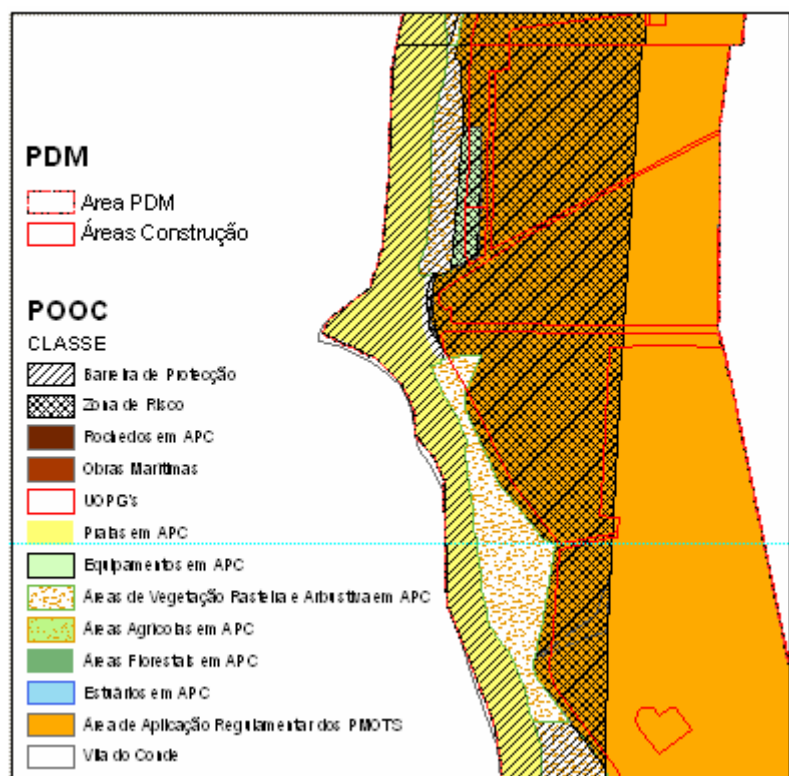 PDM
Area PDM
Áreas Construção
POOC
CLASSE
Barreira de Protecção
Zona de Risco
Rochedos em APC
Obras Marítimas
UOPG's
Praias em APC
Equipamentos em APC
Áreas de Vegetação Rasteira e Arbustiva em APC
Áreas Agrícolas em APC
Áreas Florestais em APC
Estuários em APC
Área de Aplicação Regulamentar dos PMOTS
Vila do Conde